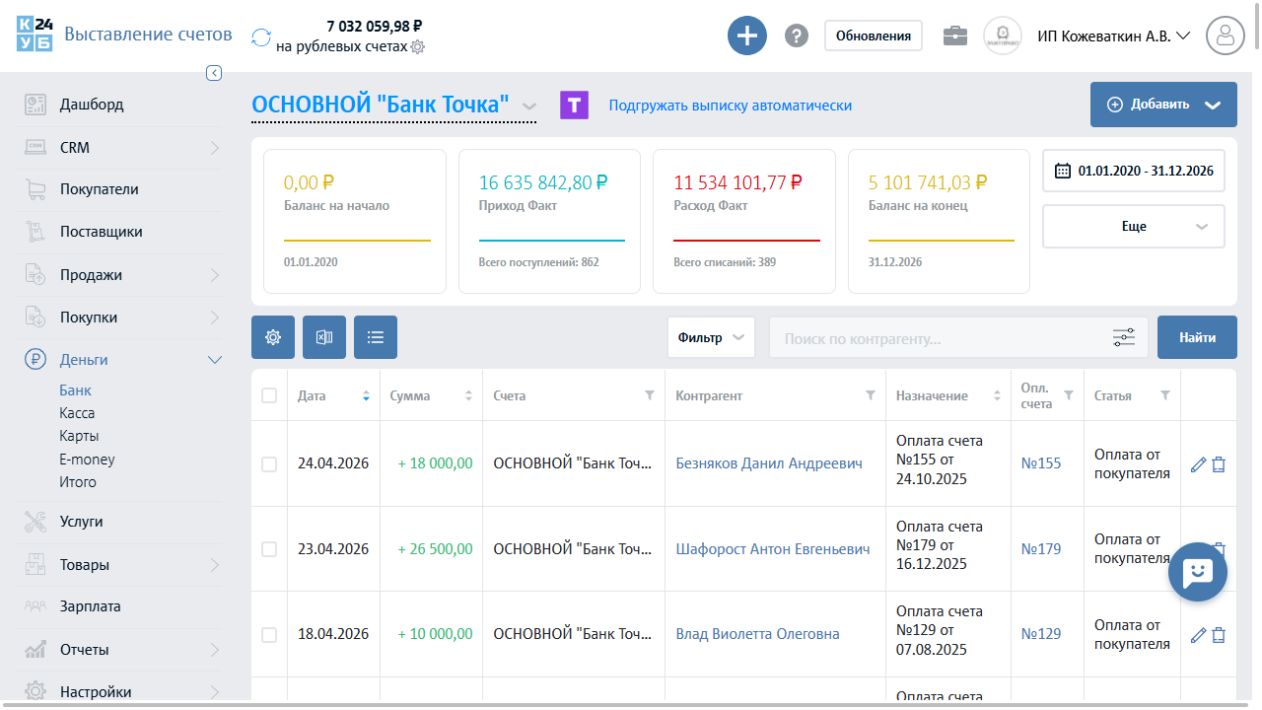 К 24
У Б
Выставление счетов
7 032 059,98 ₽
на рублевых счетах
?
Обновления
ИП Кожеваткин А.В.
Дашборд
CRM
CRM
Покупатели
Поставщики
Продажи
Покупки
Деньги
Банк
Касса
Карты
E-money
Итого
Услуги
Товары
Зарплата
Отчеты
Настройки
ОСНОВНОЙ "Банк Точка"
Т
Подгружать выписку автоматически
Добавить
0,00 ₽
Баланс на начало
01.01.2020
16 635 842,80 ₽
Приход Факт
Всего поступлений: 862
11 534 101,77 ₽
Расход Факт
Всего списаний: 389
5 101 741,03 ₽
Баланс на конец
31.12.2026
01.01.2020 - 31.12.2026
Еще
Фильтр
Поиск по контрагенту...
Найти
Дата
Сумма
Счета
Контрагент
Назначение
Опл.
счета
Статья
24.04.2026
+ 18 000,00
ОСНОВНОЙ "Банк Точ...
Безняков Данил Андреевич
Оплата счета
№155 от
24.10.2025
№155
Оплата от
покупателя
23.04.2026
+ 26 500,00
ОСНОВНОЙ "Банк Точ...
Шафорост Антон Евгеньевич
Оплата счета
№179 от
16.12.2025
№179
Оплата от
покупателя
18.04.2026
+ 10 000,00
ОСНОВНОЙ "Банк Точ...
Влад Виолетта Олеговна
Оплата счета
№129 от
07.08.2025
№129
Оплата от
покупателя
Оплата счета